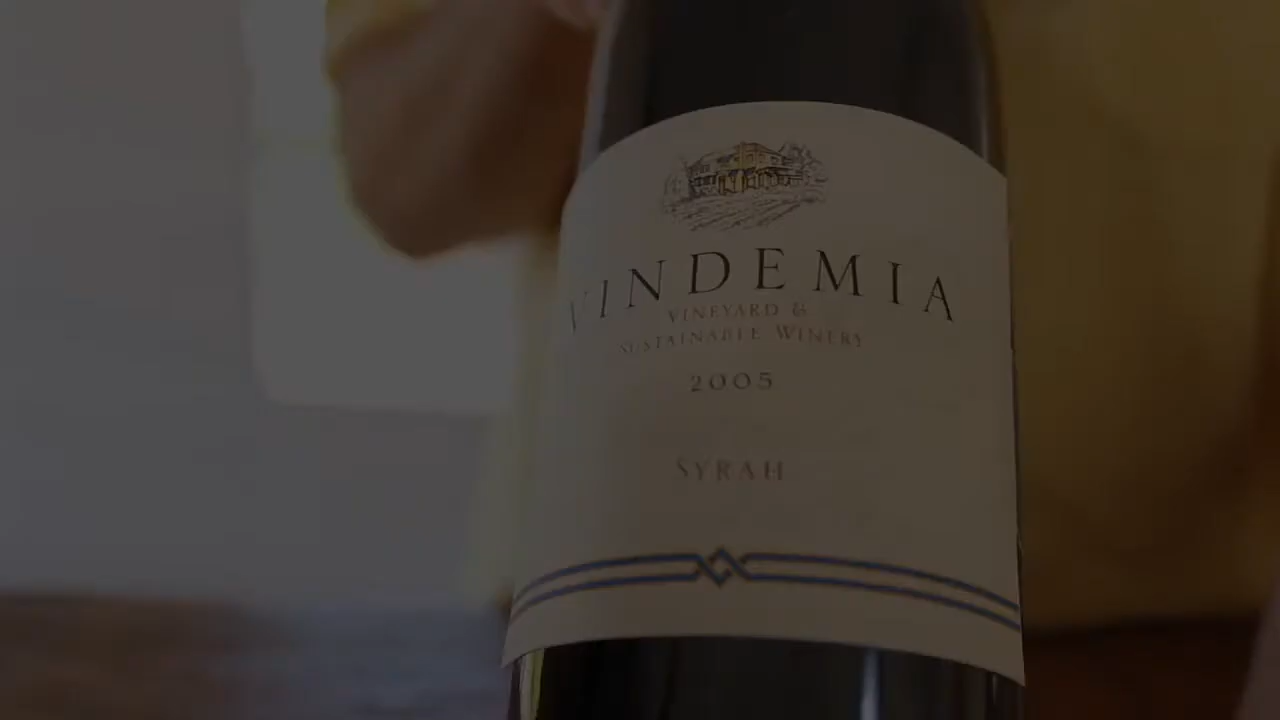 VINDEMIA
VINEYARD &
SUSTAINABLE WINERY
2005
SYRAH